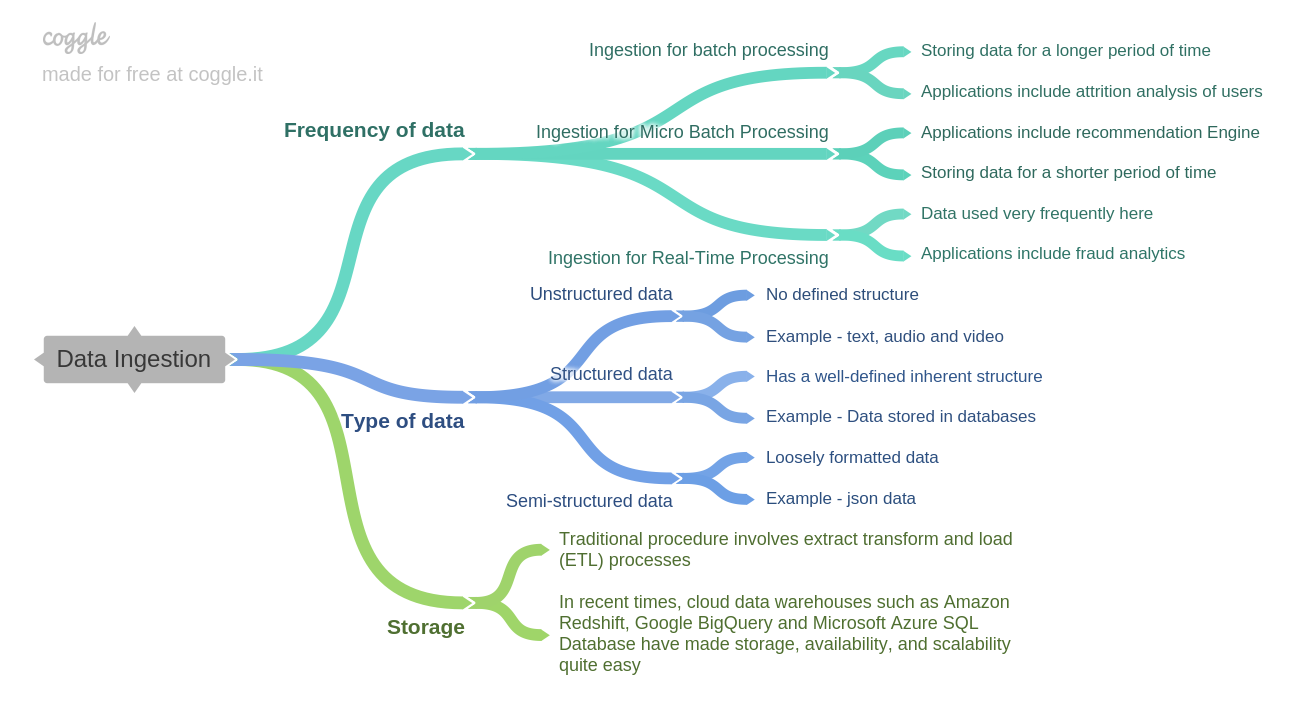 coggle
made for free at coggle.it
Data Ingestion
Frequency of data
Ingestion for batch processing
Storing data for a longer period of time
Applications include attrition analysis of users
Ingestion for Micro Batch Processing
Applications include recommendation Engine
Storing data for a shorter period of time
Ingestion for Real-Time Processing
Data used very frequently here
Applications include fraud analytics
Type of data
Unstructured data
No defined structure
Example - text, audio and video
Structured data
Has a well-defined inherent structure
Example - Data stored in databases
Semi-structured data
Loosely formatted data
Example - json data
Storage
Traditional procedure involves extract transform and load
(ETL) processes
In recent times, cloud data warehouses such as Amazon
Redshift, Google BigQuery and Microsoft Azure SQL
Database have made storage, availability, and scalability
quite easy